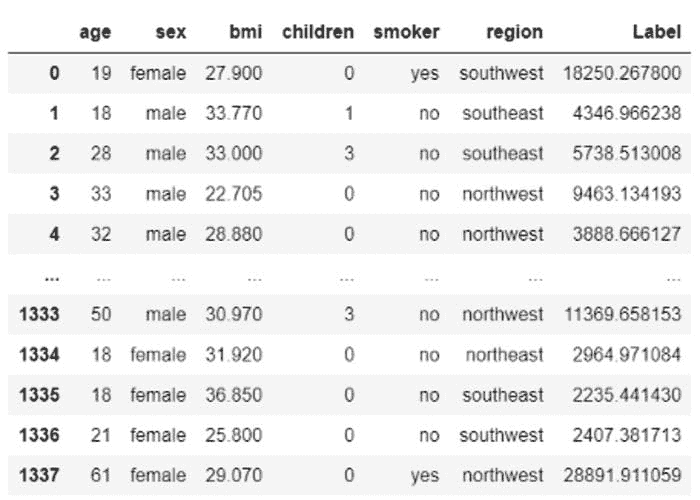 age sex bmi children smoker region Label
0 19 female 27.900 0 yes southwest 18250.267800
1 18 male 33.770 1 no southeast 4346.966238
2 28 male 33.000 3 no southeast 5738.513008
3 33 male 22.705 0 no northwest 9463.134193
4 32 male 28.880 0 no northwest 3888.666127
... ... ... ... ... ... ... ...
1333 50 male 30.970 3 no northwest 11369.658153
1334 18 female 31.920 0 no northeast 2964.971084
1335 18 female 36.850 0 no southeast 2235.441430
1336 21 female 25.800 0 no southwest 2407.381713
1337 61 female 29.070 0 yes northwest 28891.911059